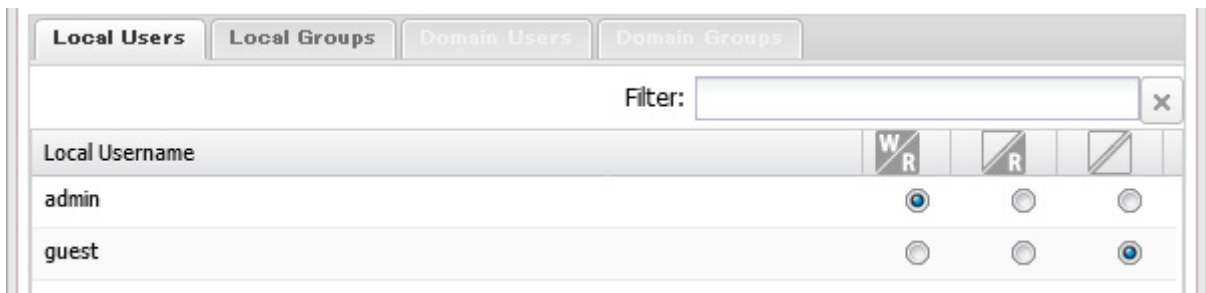 Local Users Local Groups Domain Users Domain Groups
Filter:
Local Username W/R R
admin
guest